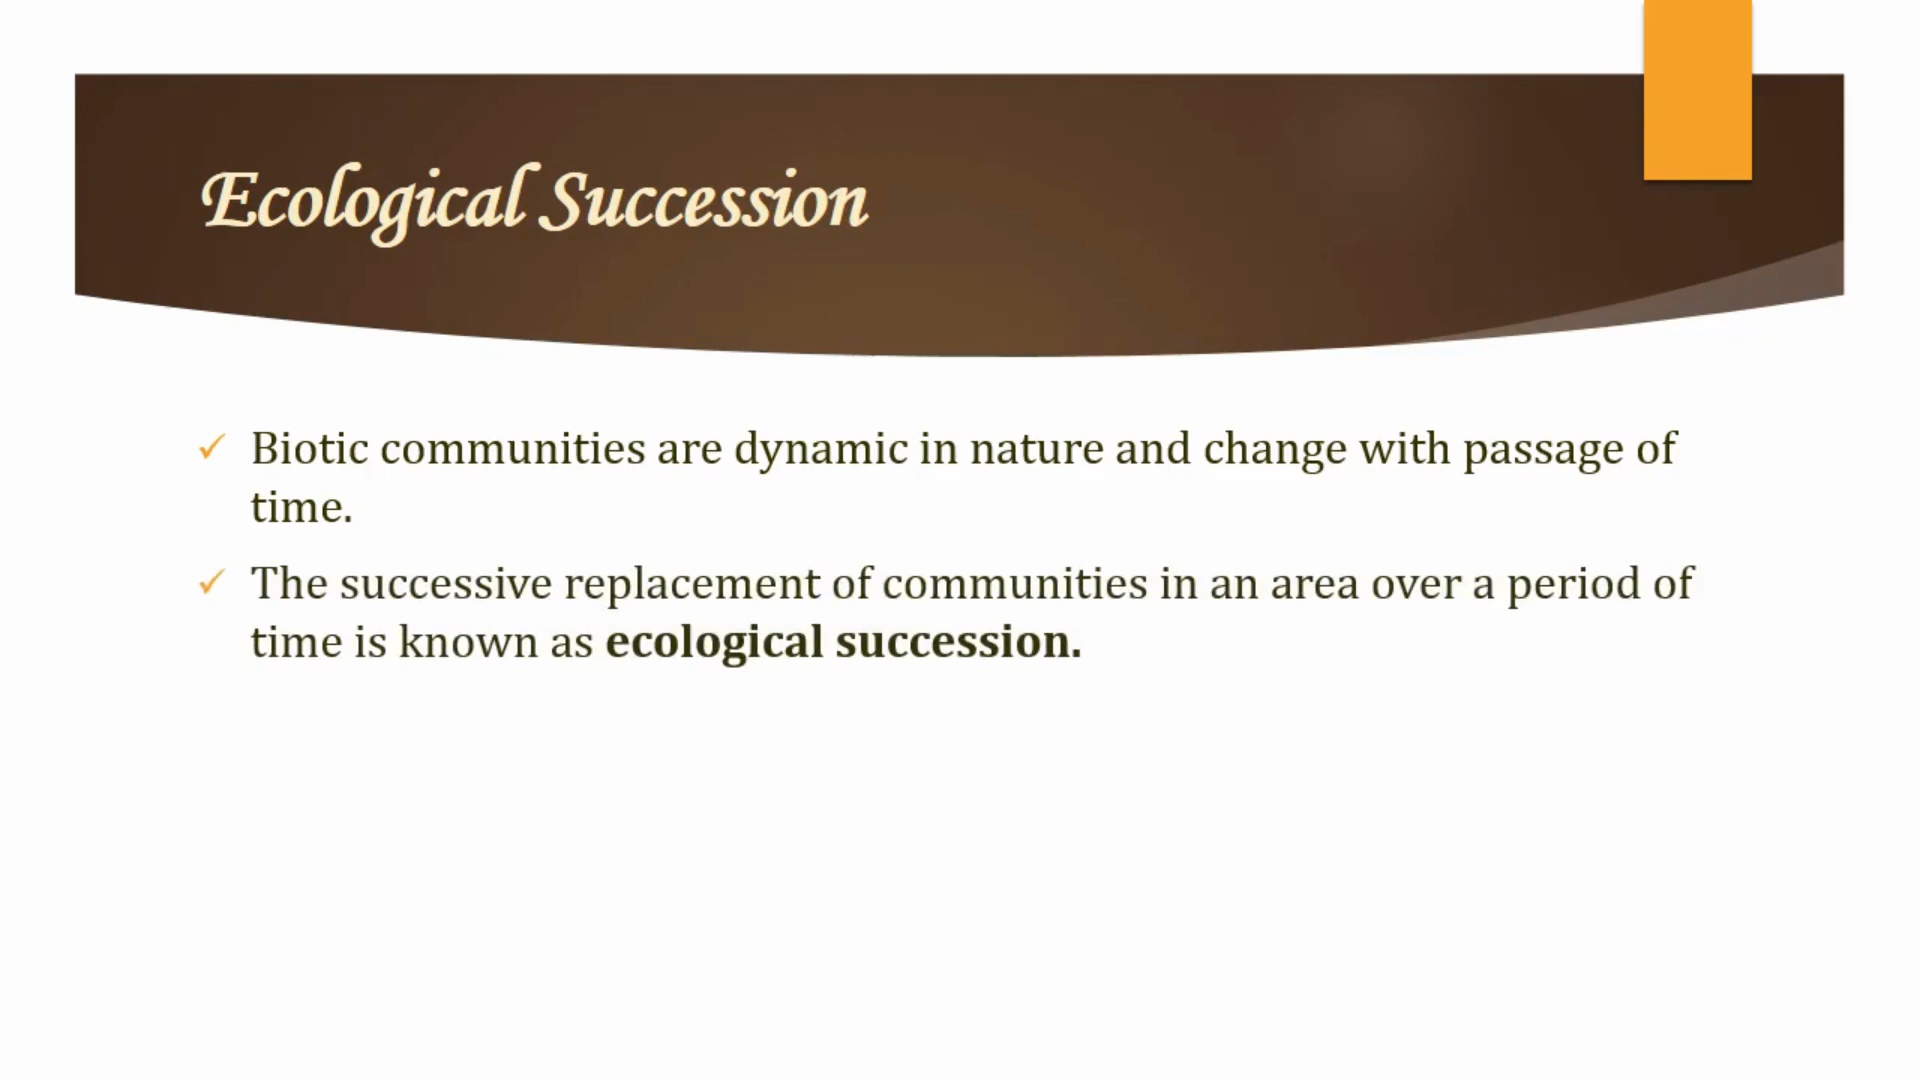 Ecological Succession
✓ Biotic communities are dynamic in nature and change with passage of
time.
✓ The successive replacement of communities in an area over a period of
time is known as ecological succession.